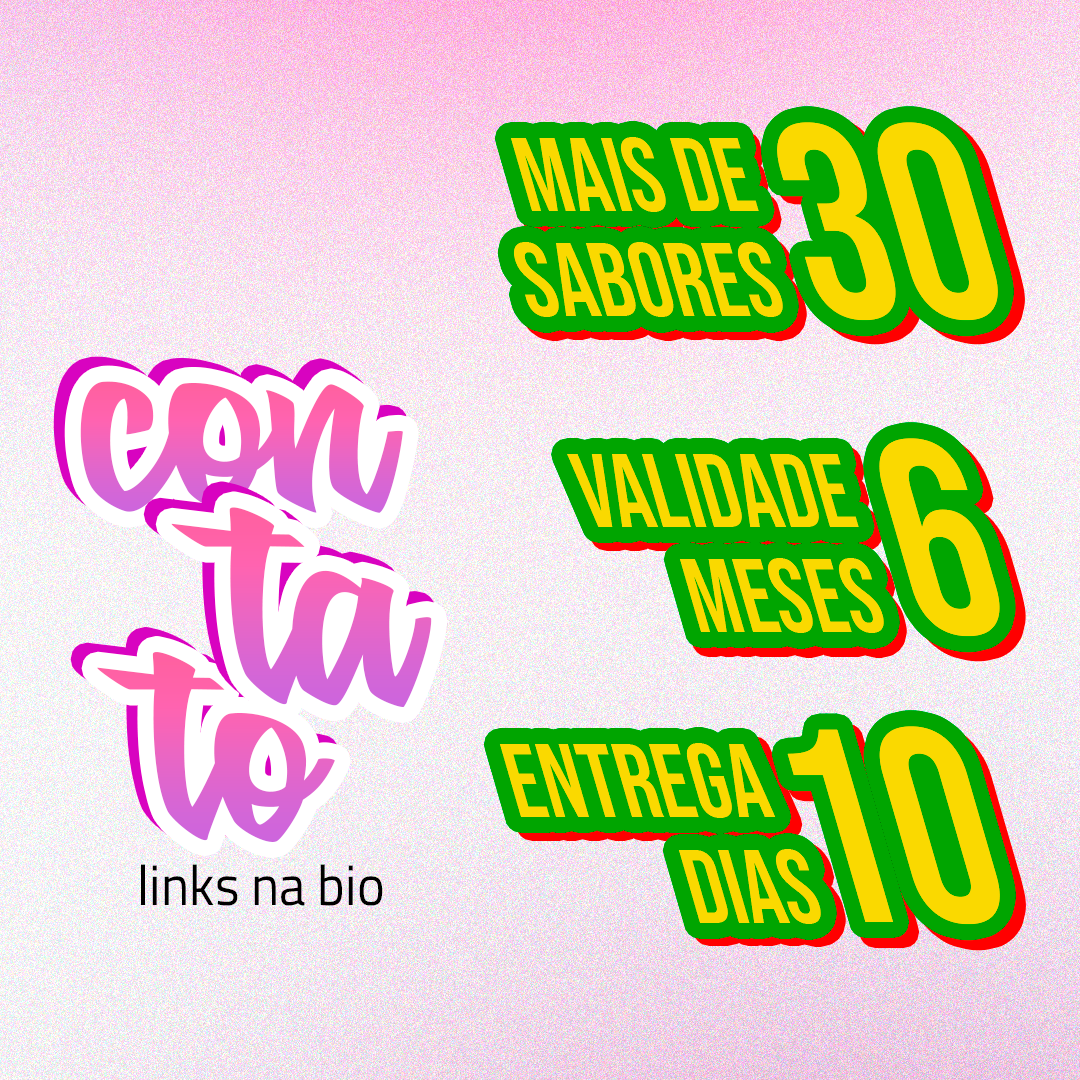 con
ta
to
links na bio
MAIS DE 30
SABORES
VALIDADE 6
MESES
ENTREGA 10
DIAS